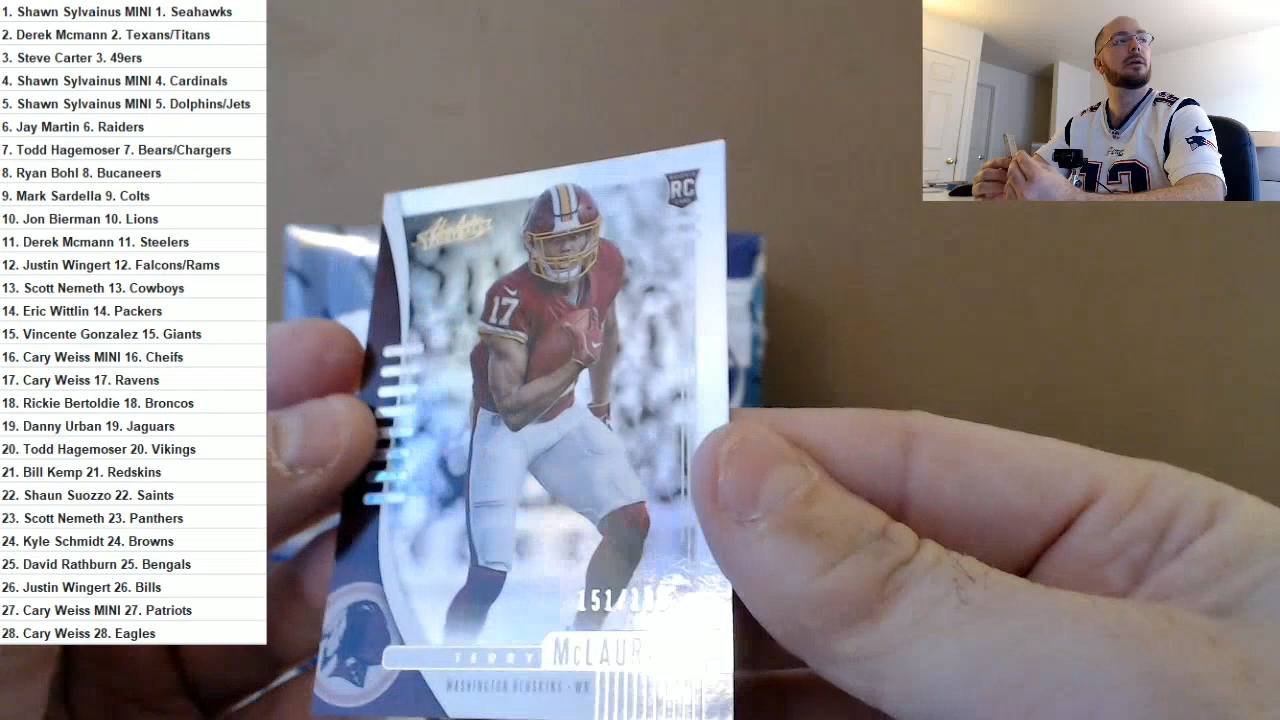 1. Shawn Sylvainus MINI 1. Seahawks
2. Derek Mcmann 2. Texans/Titans
3. Steve Carter 3. 49ers
4. Shawn Sylvainus MINI 4. Cardinals
5. Shawn Sylvainus MINI 5. Dolphins/Jets
6. Jay Martin 6. Raiders
7. Todd Hagemoser 7. Bears/Chargers
8. Ryan Bohl 8. Bucaneers
9. Mark Sardella 9. Colts
10. Jon Bierman 10. Lions
11. Derek Mcmann 11. Steelers
12. Justin Wingert 12. Falcons/Rams
13. Scott Nemeth 13. Cowboys
14. Eric Wittlin 14. Packers
15. Vincente Gonzalez 15. Giants
16. Cary Weiss MINI 16. Cheifs
17. Cary Weiss 17. Ravens
18. Rickie Bertoldie 18. Broncos
19. Danny Urban 19. Jaguars
20. Todd Hagemoser 20. Vikings
21. Bill Kemp 21. Redskins
22. Shaun Suozzo 22. Saints
23. Scott Nemeth 23. Panthers
24. Kyle Schmidt 24. Browns
25. David Rathburn 25. Bengals
26. Justin Wingert 26. Bills
27. Cary Weiss MINI 27. Patriots
28. Cary Weiss 28. Eagles
Absolute
RC
17
TERRY McLAUR
WASHINGTON REDSKINS • WR
12